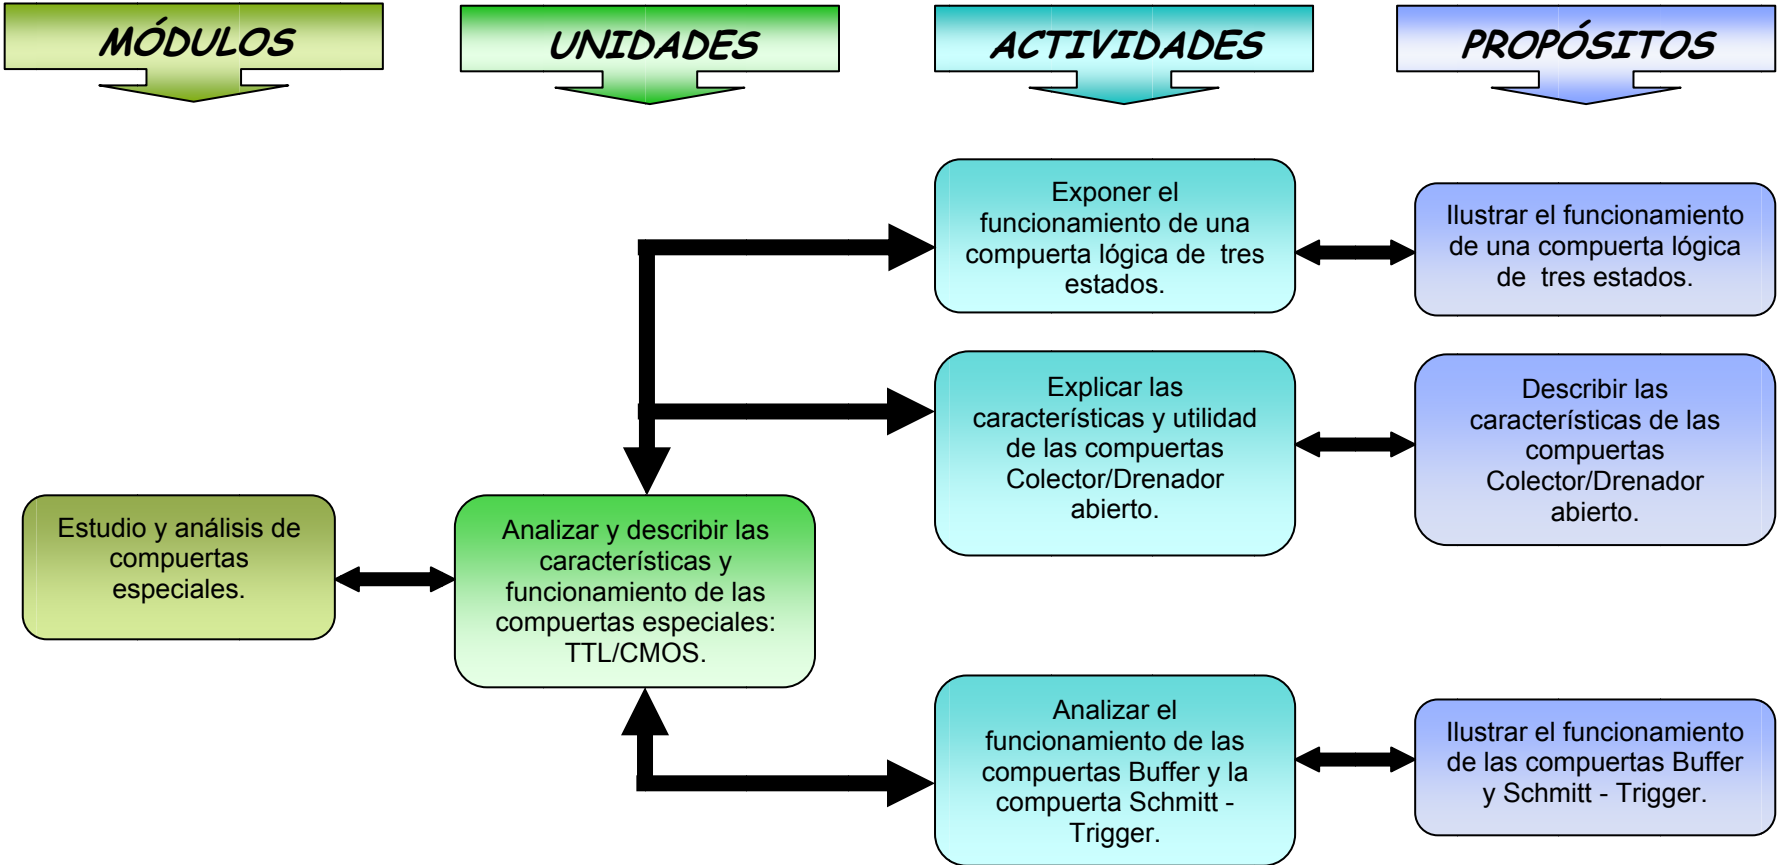 MÓDULOS
UNIDADES
ACTIVIDADES
PROPÓSITOS
Estudio y análisis de
compuertas
especiales.
Analizar y describir las
características y
funcionamiento de las
compuertas especiales:
TTL/CMOS.
Exponer el
funcionamiento de una
compuerta lógica de tres
estados.
Ilustrar el funcionamiento
de una compuerta lógica
de tres estados.
Explicar las
características y utilidad
de las compuertas
Colector/Drenador
abierto.
Describir las
características de las
compuertas
Colector/Drenador
abierto.
Analizar el
funcionamiento de las
compuertas Buffer y la
compuerta Schmitt -
Trigger.
Ilustrar el funcionamiento
de las compuertas Buffer
y Schmitt - Trigger.